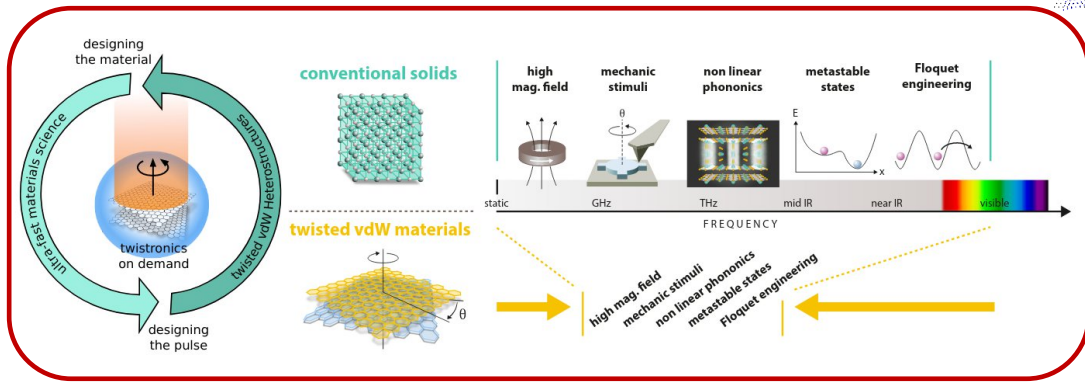 designing
the material
ultra-fast materials science
twisted vdW Heterostructures
twistronics
on demand
designing
the pulse
conventional solids
twisted vdW materials
θ
high
mag. field
mechanic
stimuli
non linear
phononics
metastable
states
Floquet
engineering
θ
E
x
static
GHz
THz
mid IR
near IR
visible
FREQUENCY
high mag. field
mechanic stimuli
non linear phononics
metastable states
Floquet engineering